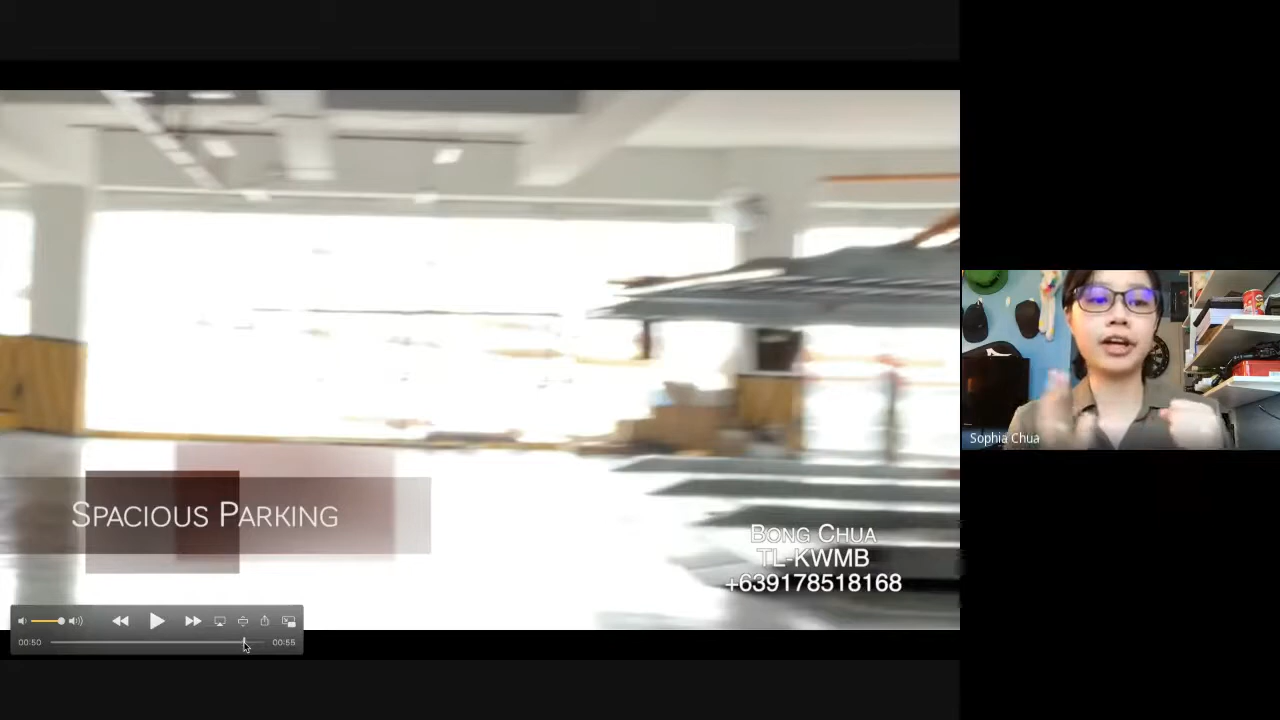 Spacious Parking
Bong Chua
TL-KWMB
+639178518168
00:50
00:55
Sophia Chua